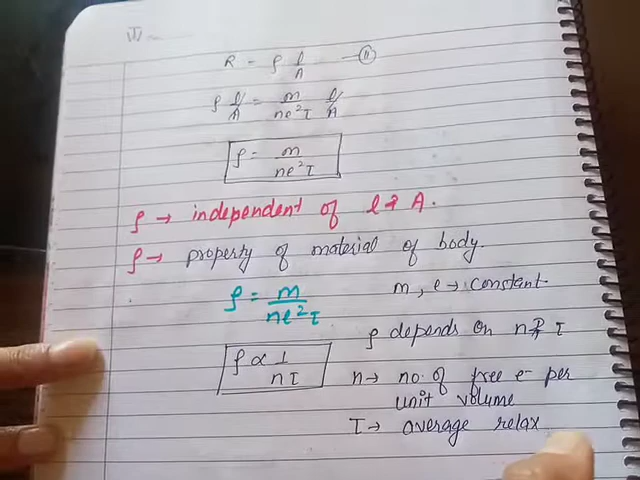 R = ρ l/A — (11)
ρ l/A = m/ne²τ l/A
ρ = m/ne²τ
ρ → independent of l & A.
ρ → property of material of body.
ρ = m/ne²τ
m, e → constant
ρ depends on n & τ
ρ ∝ 1/nτ
n → no. of free e⁻ per
unit volume
τ → average relax